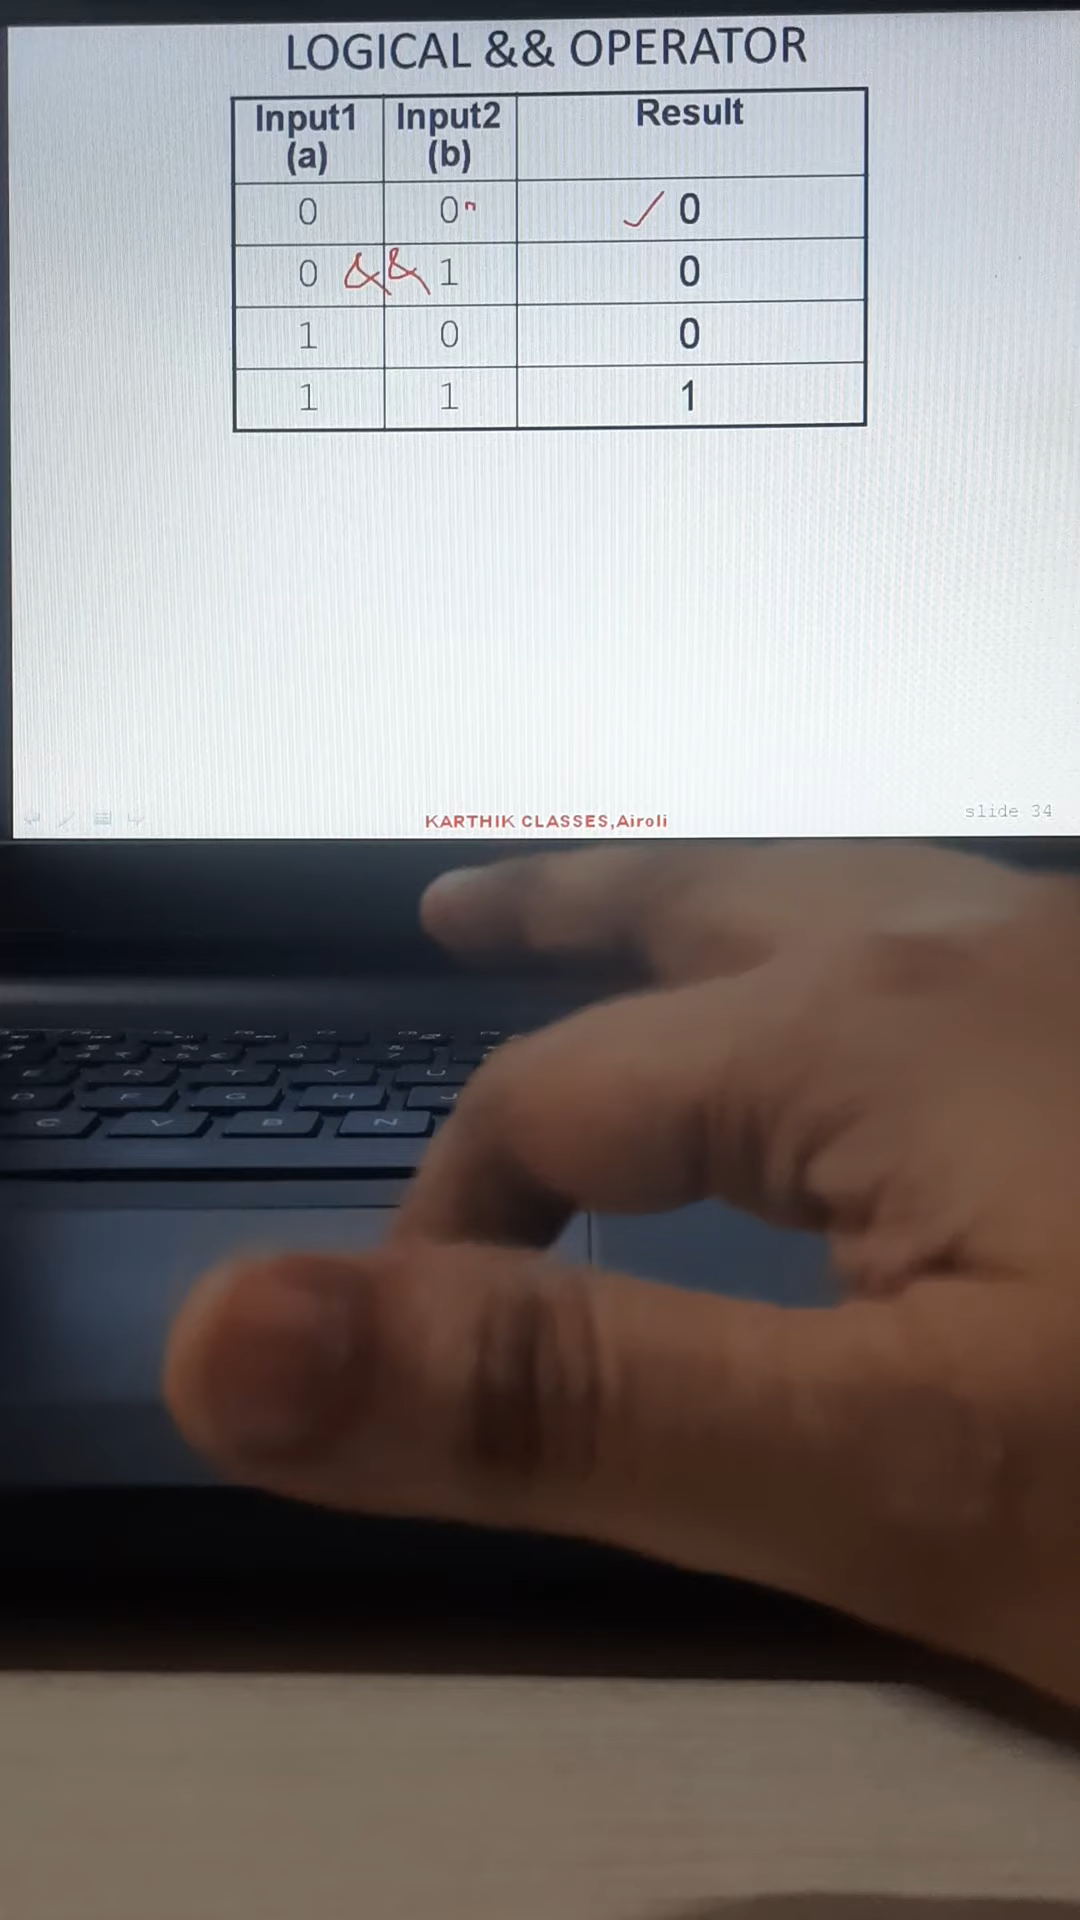 LOGICAL && OPERATOR
Input1 (a) Input2 (b) Result
0 0 ✓ 0
0 && 1 0
1 0 0
1 1 1
KARTHIK CLASSES,Airoli
slide 34
R T Y U
D F G H J
C V B N